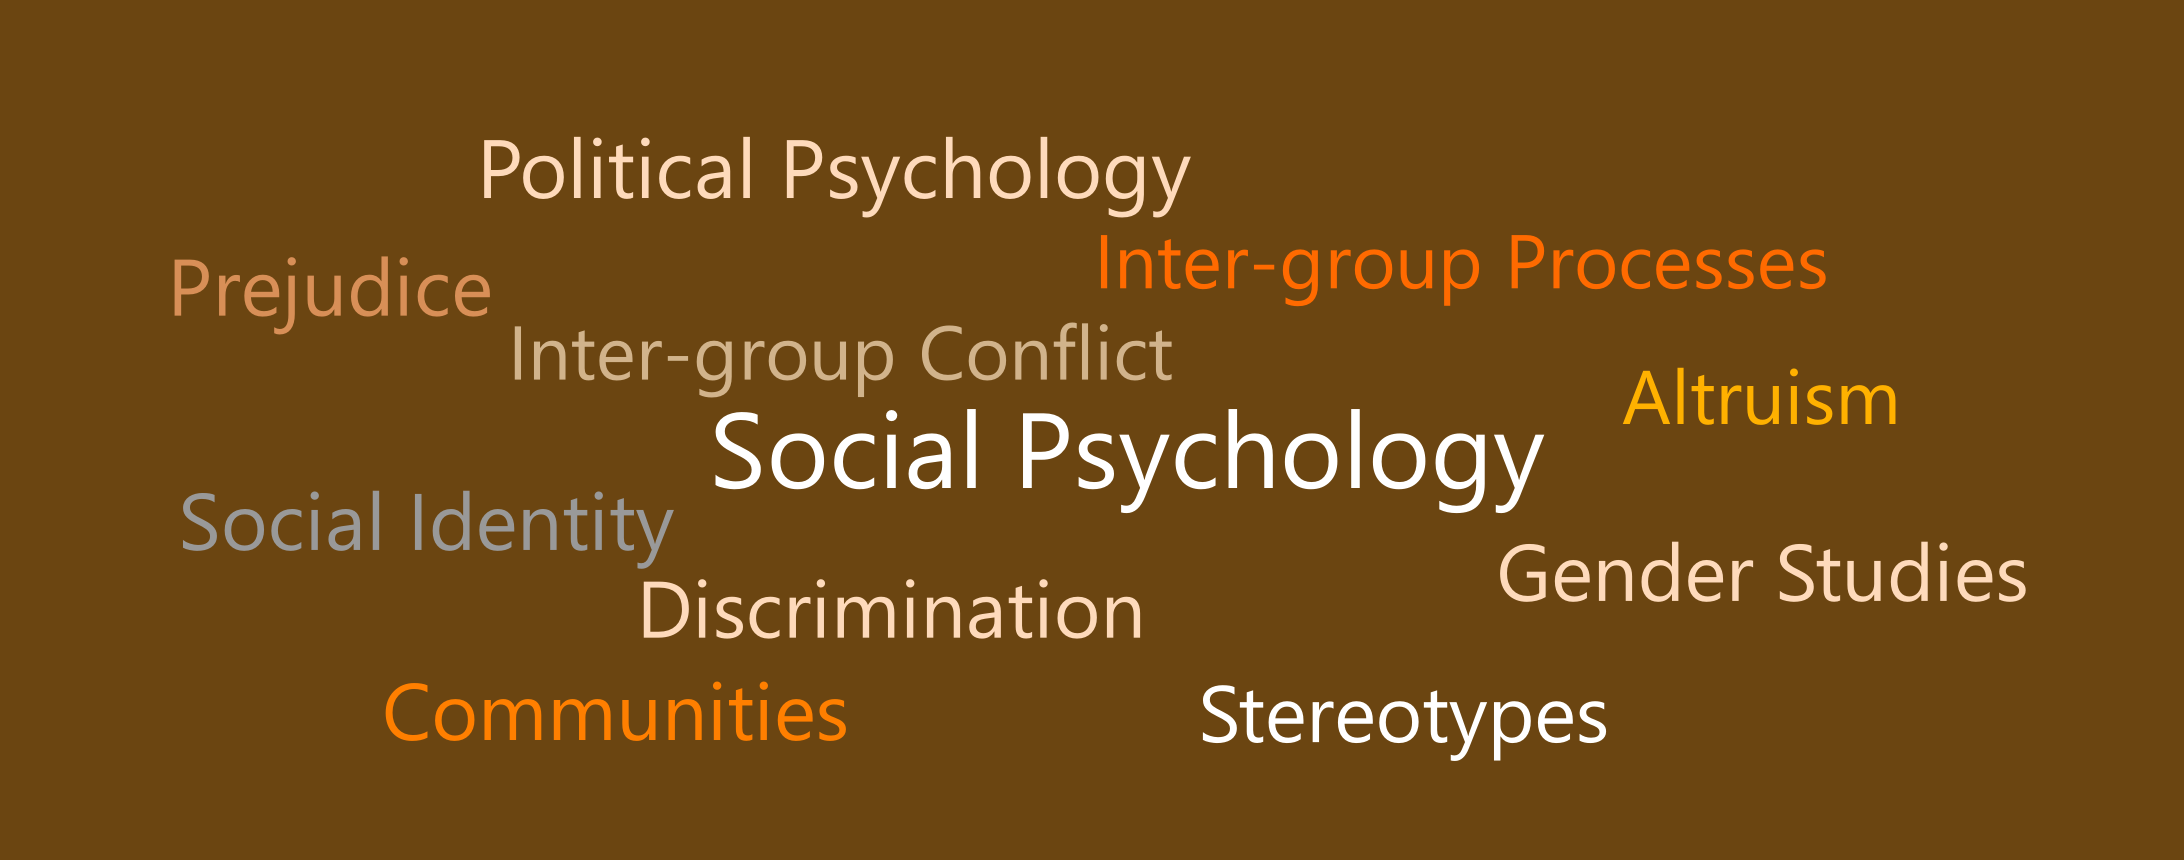 Political Psychology
Inter-group Processes
Prejudice
Inter-group Conflict
Altruism
Social Psychology
Social Identity
Gender Studies
Discrimination
Communities
Stereotypes